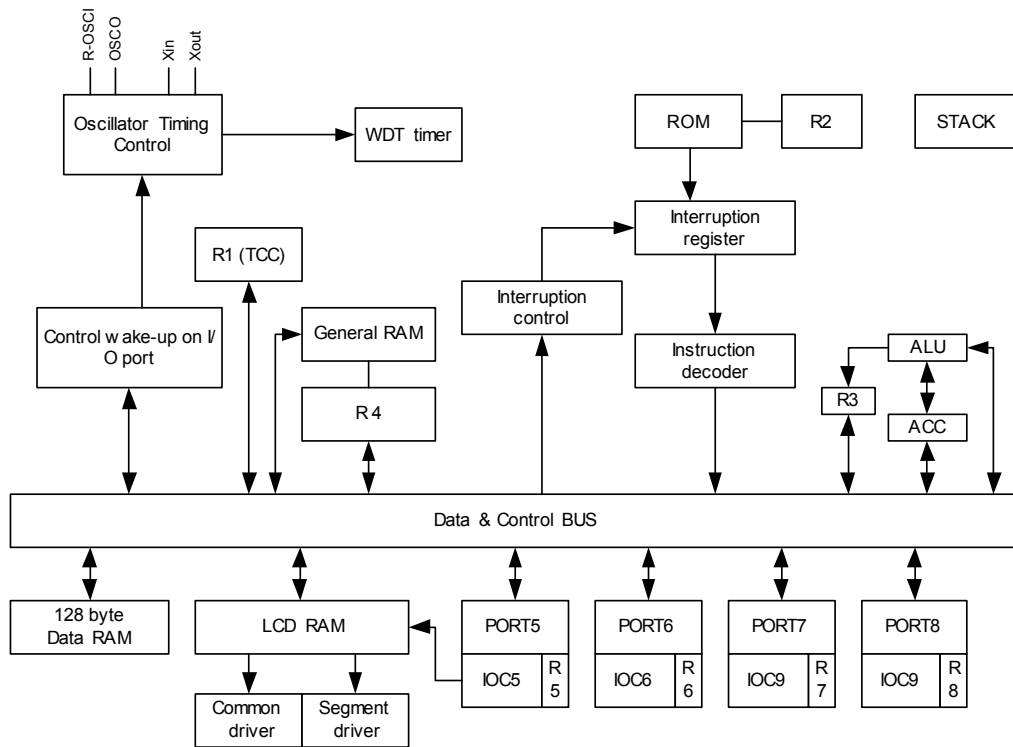 R-OSCI
OSCO
Xin
Xout
Oscillator Timing
Control
WDT timer
ROM
R2
STACK
Interruption
register
R1 (TCC)
Interruption
control
Control wake-up on I/
O port
General RAM
Instruction
decoder
ALU
R3
R4
ACC
Data & Control BUS
128 byte
Data RAM
LCD RAM
PORT5
PORT6
PORT7
PORT8
IOC5
R
5
IOC6
R
6
IOC9
R
7
IOC9
R
8
Common
driver
Segment
driver